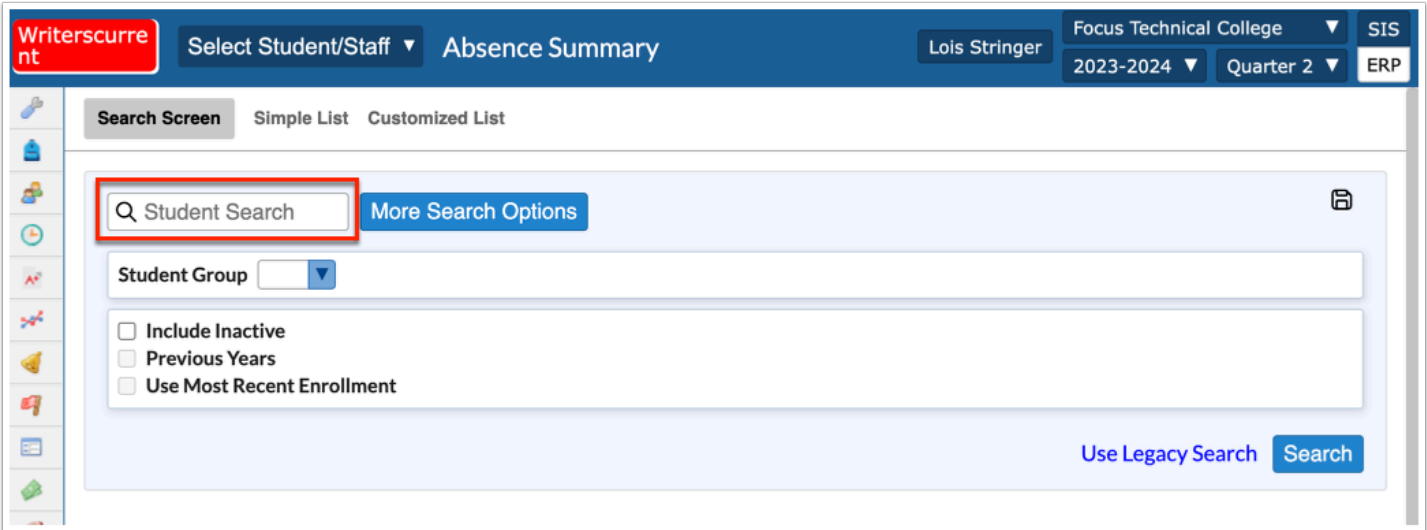 Writerscurre
nt
Select Student/Staff ▼
Absence Summary
Lois Stringer
Focus Technical College ▼
SIS
2023-2024 ▼
Quarter 2 ▼
ERP
Search Screen
Simple List
Customized List
Student Search
More Search Options
Student Group ▼
Include Inactive
Previous Years
Use Most Recent Enrollment
Use Legacy Search
Search
A+